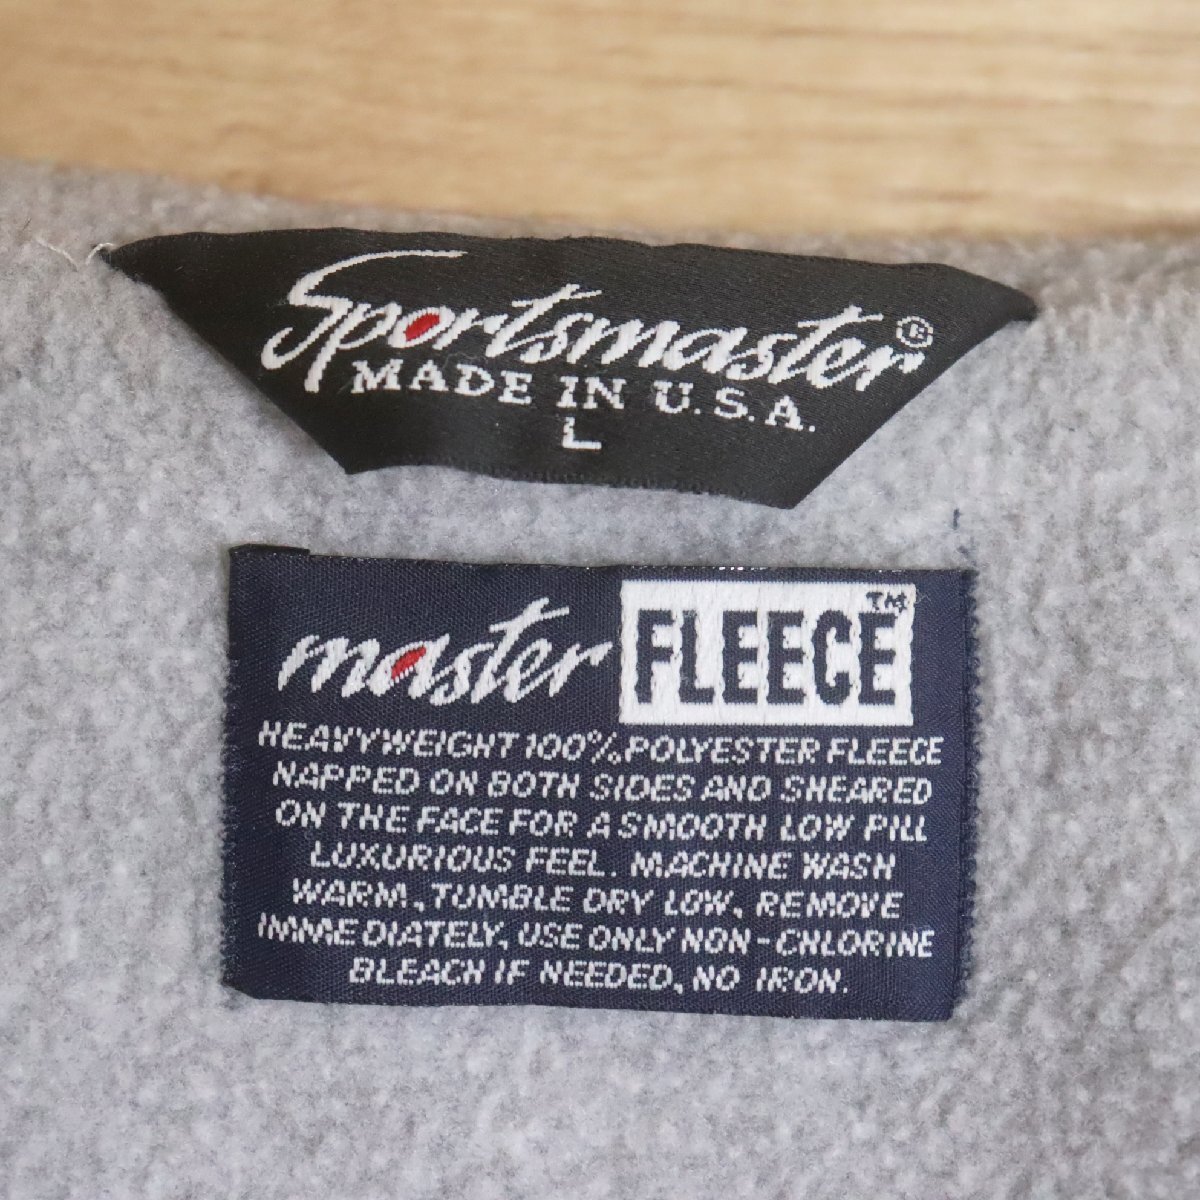 Sportsmaster®
MADE IN U.S.A.
L
master FLEECE™
HEAVYWEIGHT 100% POLYESTER FLEECE
NAPPED ON BOTH SIDES AND SHEARED
ON THE FACE FOR A SMOOTH LOW PILL
LUXURIOUS FEEL. MACHINE WASH
WARM, TUMBLE DRY LOW, REMOVE
IMMEDIATELY, USE ONLY NON-CHLORINE
BLEACH IF NEEDED, NO IRON.